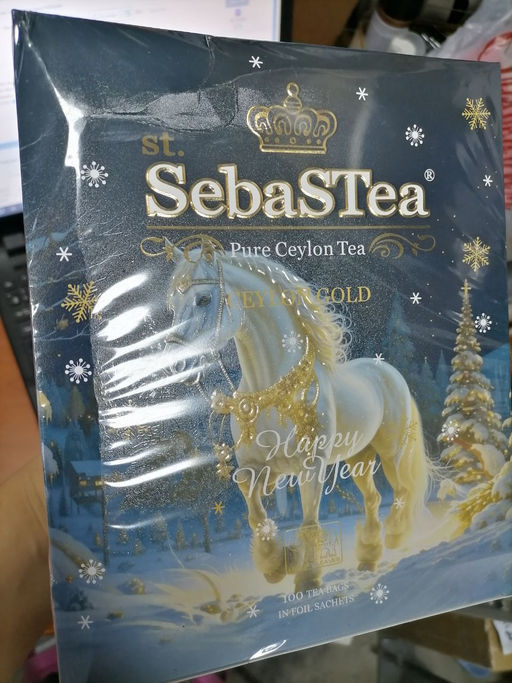 st.
SebaSTea®
Pure Ceylon Tea
CEYLON GOLD
Happy
New Year
100 TEA BAGS
IN FOIL SACHETS